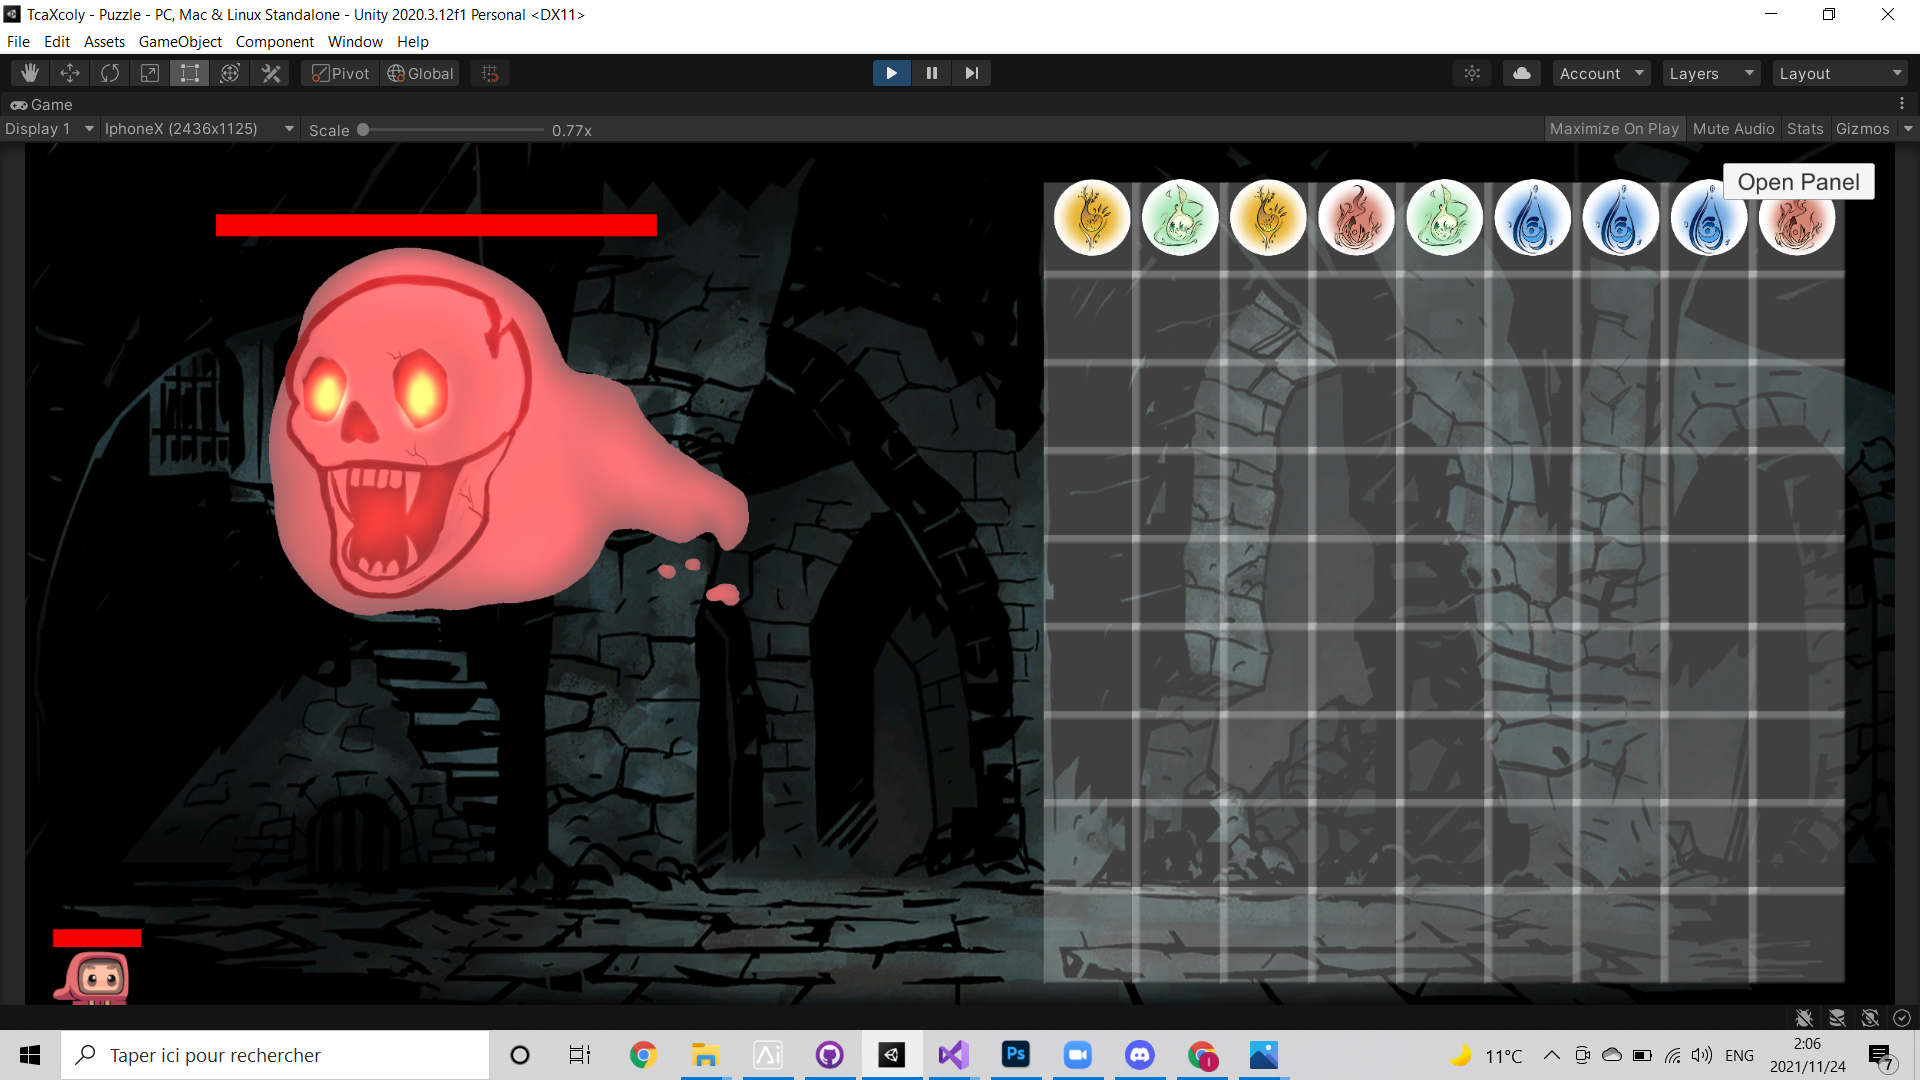 TcaXcoly - Puzzle - PC, Mac & Linux Standalone - Unity 2020.3.12f1 Personal <DX11>
File Edit Assets GameObject Component Window Help
Pivot Global Account Layers Layout
Game
Display 1 IphoneX (2436x1125) Scale 0.77x Maximize On Play Mute Audio Stats Gizmos
Open Panel
Taper ici pour rechercher
Ai
Ps
11°C
ENG
2:06
2021/11/24
7